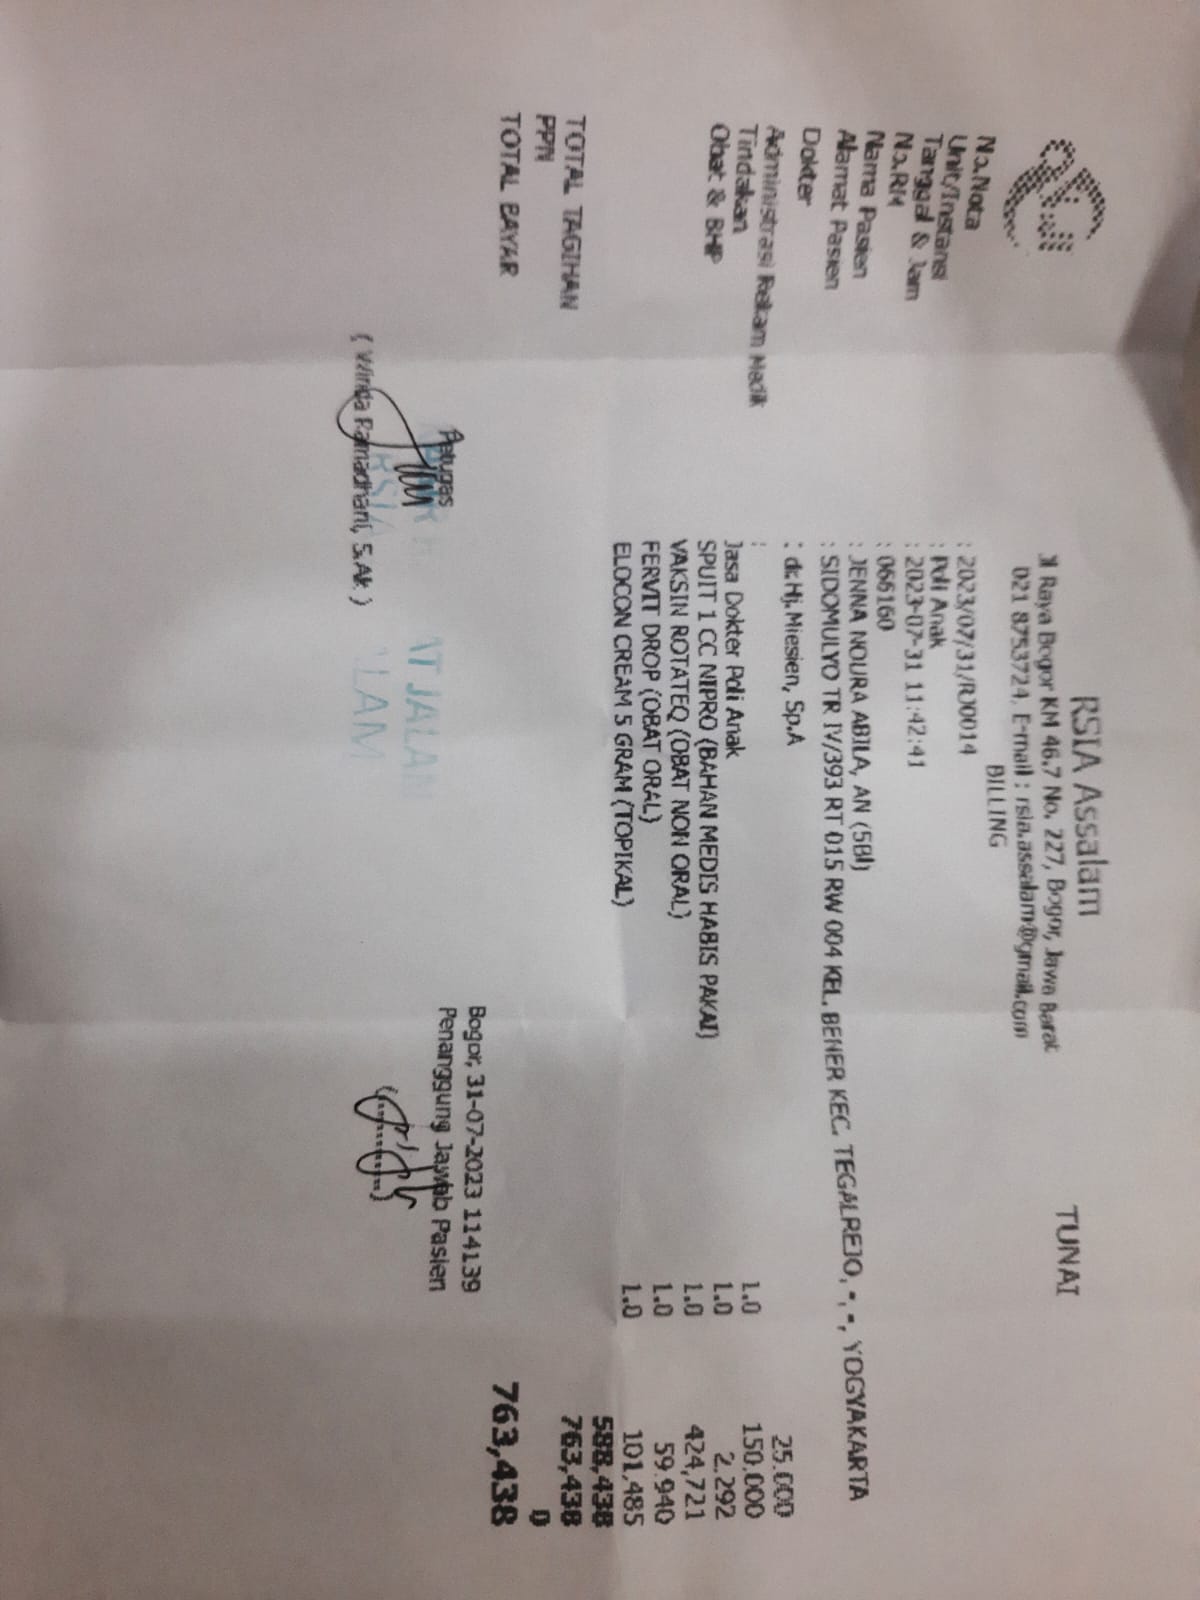 RSIA Assalam
TUNAI
Jl Raya Bogor KM 46.7 No. 227, Bogor, Jawa Barat
021 8753724, E-mail : rsia.assalam@gmail.com
BILLING
No.Nota : 2023/07/31/RJ0014
Unit/Instansi : Poli Anak
Tanggal & Jam : 2023-07-31 11:42:41
No.RM : 066160
Nama Pasien : JENNA NOURA ABILA, AN (5Bl)
Alamat Pasien : SIDOMULYO TR IV/393 RT 015 RW 004 KEL. BENER KEC. TEGALREJO, -, -, YOGYAKARTA
Dokter : dr.Hj.Miesien, Sp.A
Administrasi Rekam Medik : 25.000
Tindakan Jasa Dokter Poli Anak 1.0 150.000
Obat & BHP SPUIT 1 CC NIPRO (BAHAN MEDIS HABIS PAKAI) 1.0 2.292
VAKSIN ROTATEQ (OBAT NON ORAL) 1.0 424,721
FERVIT DROP (OBAT ORAL) 1.0 59.940
ELOCON CREAM 5 GRAM (TOPIKAL) 1.0 101,485
588,438
TOTAL TAGIHAN 763,438
PPN 0
TOTAL BAYAR 763,438
Bogor, 31-07-2023 114139
Petugas Penanggung Jawab Pasien
AT JALAN
RSIA LAM
( Winda Ramadhani, S.Ak ) (............)